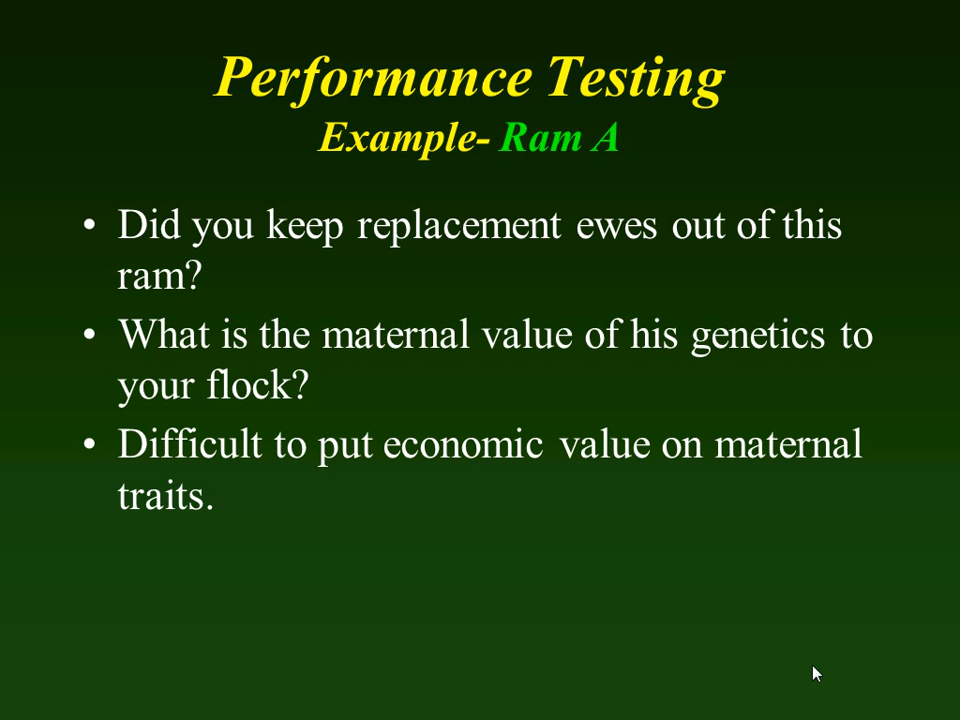 Performance Testing
Example- Ram A
• Did you keep replacement ewes out of this
ram?
• What is the maternal value of his genetics to
your flock?
• Difficult to put economic value on maternal
traits.